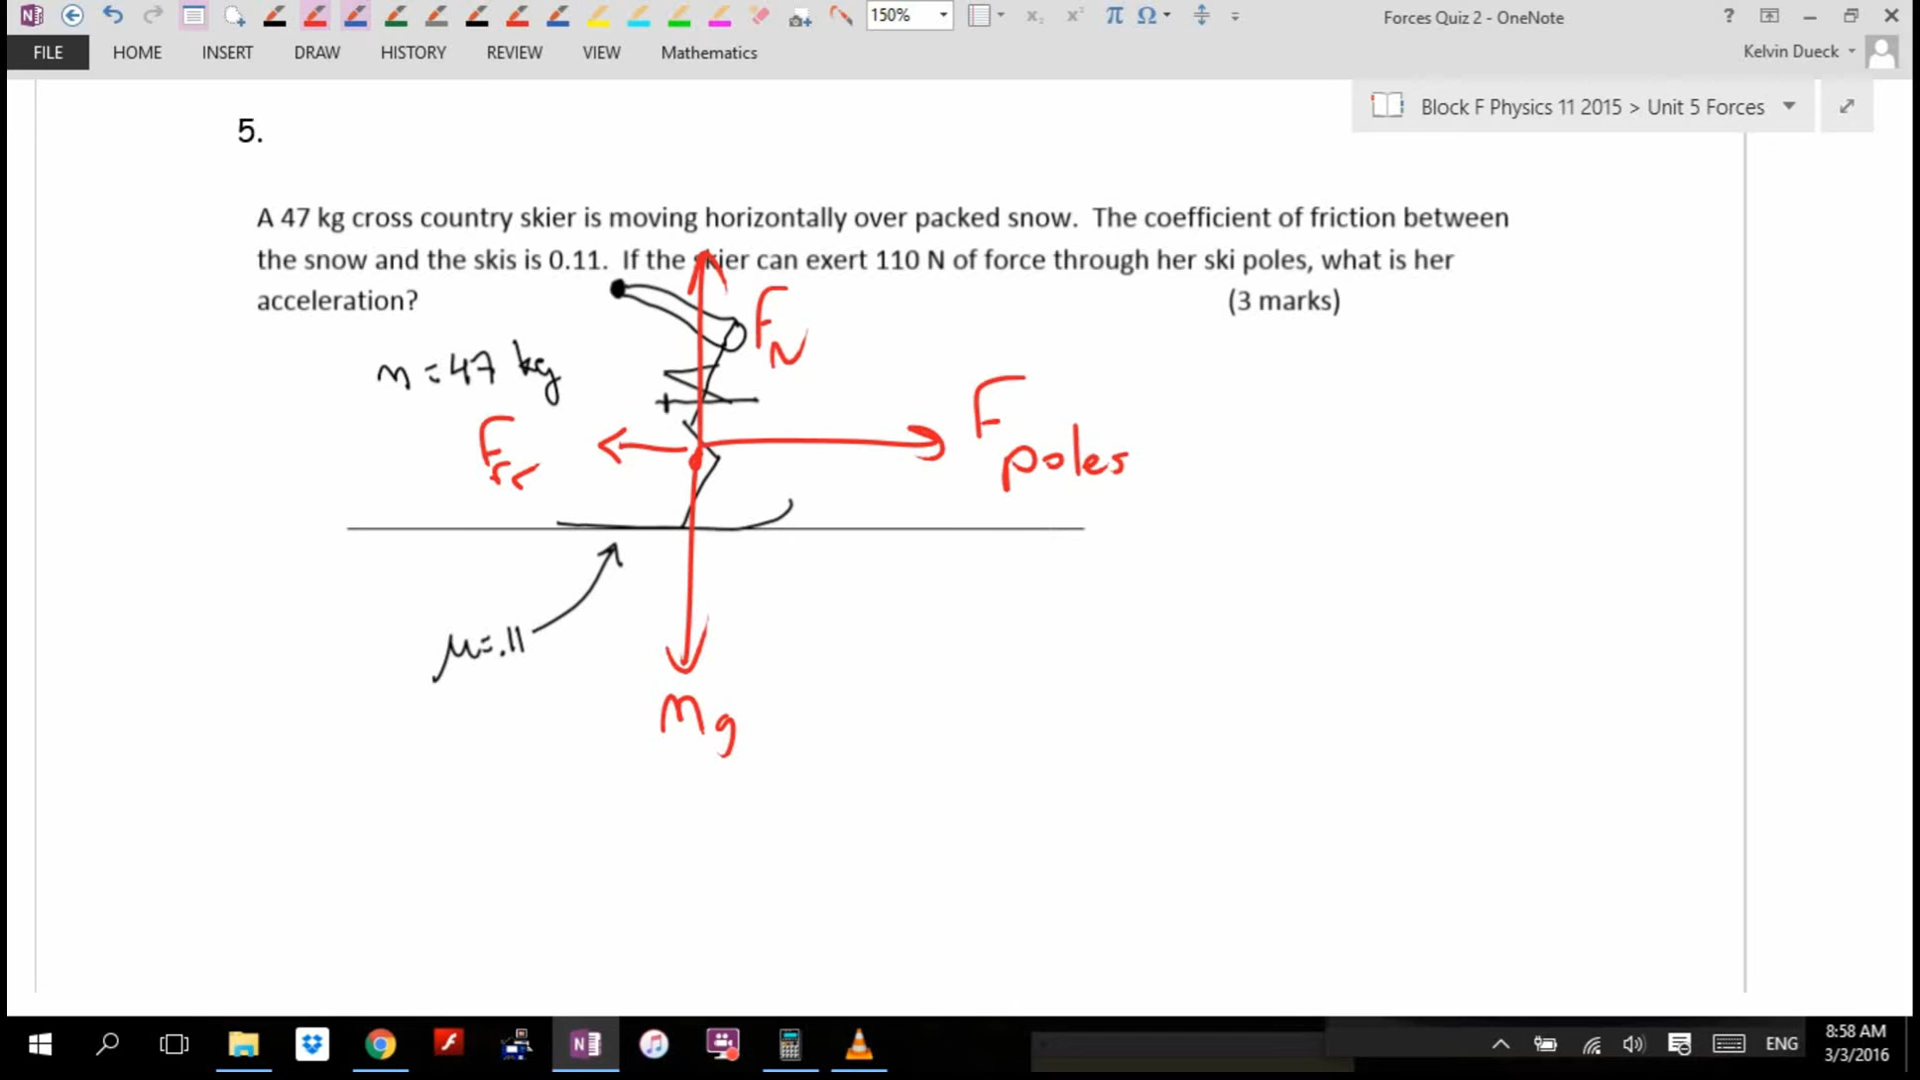 150%
Forces Quiz 2 - OneNote
FILE HOME INSERT DRAW HISTORY REVIEW VIEW Mathematics
Kelvin Dueck
Block F Physics 11 2015 > Unit 5 Forces
5.
A 47 kg cross country skier is moving horizontally over packed snow. The coefficient of friction between
the snow and the skis is 0.11. If the skier can exert 110 N of force through her ski poles, what is her
acceleration? (3 marks)
m = 47 kg
F_N
F_fr
F_poles
μ=.11
mg
ENG
8:58 AM
3/3/2016